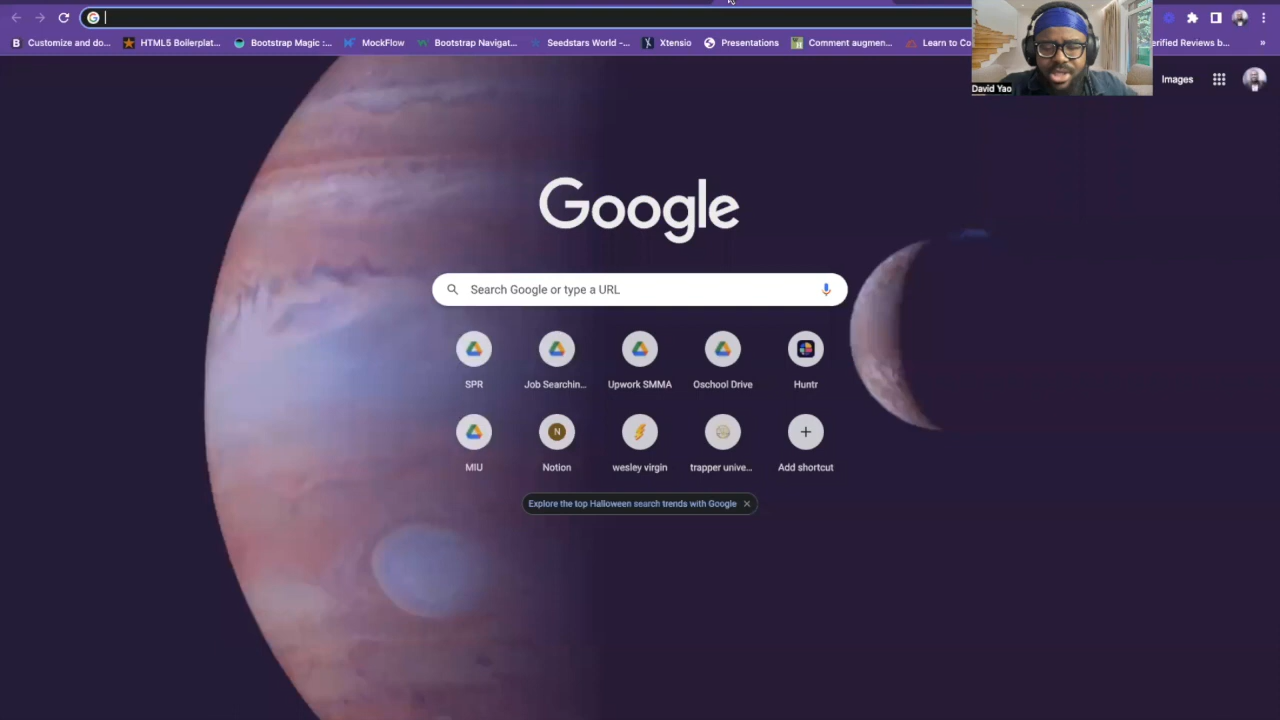 Customize and do...
HTML5 Boilerplat...
Bootstrap Magic :...
MockFlow
Bootstrap Navigat...
Seedstars World -...
Xtensio
Presentations
Comment augmen...
Learn to Co
erified Reviews b...
David Yao
Images
Google
Search Google or type a URL
SPR
Job Searchin...
Upwork SMMA
Oschool Drive
Huntr
MIU
Notion
wesley virgin
trapper unive...
Add shortcut
Explore the top Halloween search trends with Google